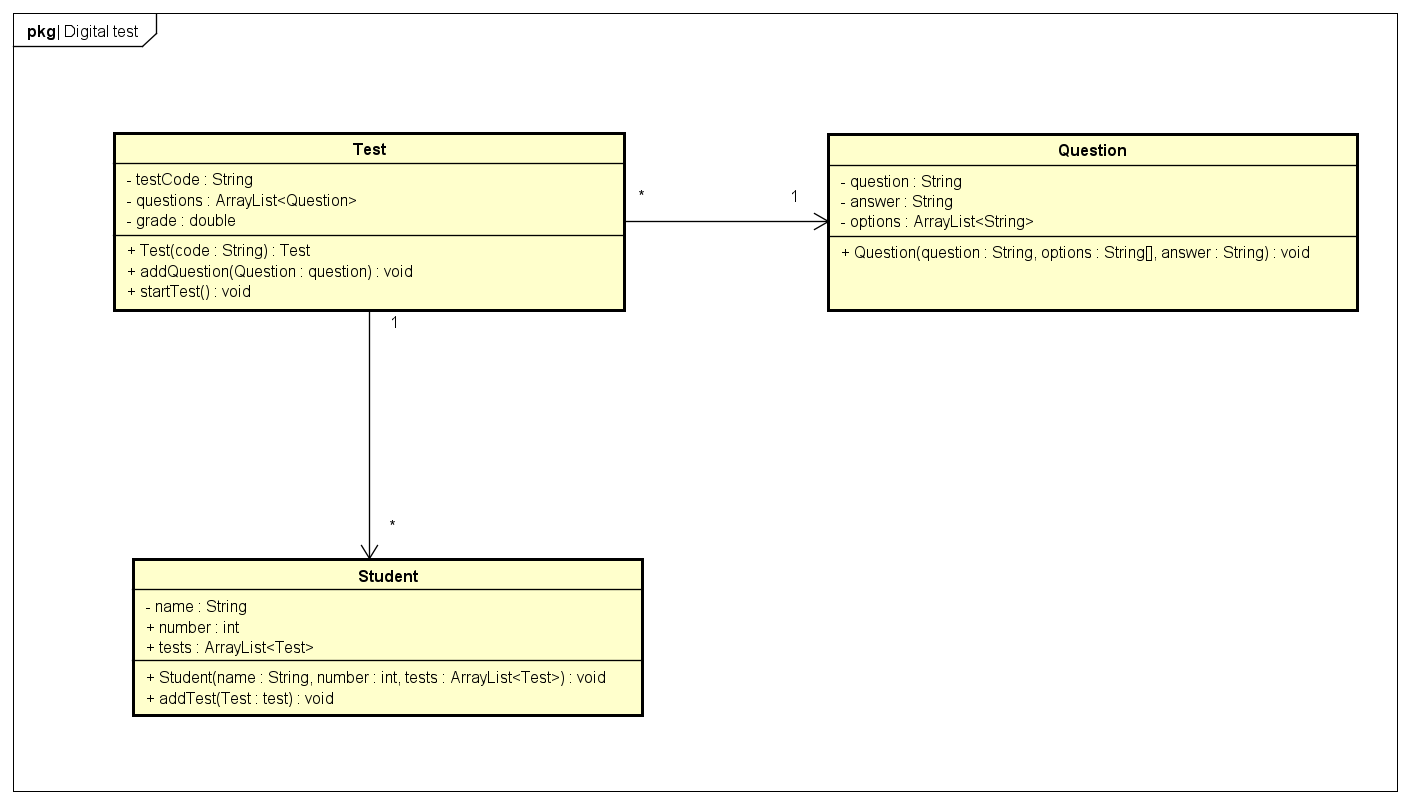 pkg Digital test
Test
- testCode : String
- questions : ArrayList<Question>
- grade : double
+ Test(code : String) : Test
+ addQuestion(Question : question) : void
+ startTest() : void
* 1
Question
- question : String
- answer : String
- options : ArrayList<String>
+ Question(question : String, options : String[], answer : String) : void
1
*
Student
- name : String
+ number : int
+ tests : ArrayList<Test>
+ Student(name : String, number : int, tests : ArrayList<Test>) : void
+ addTest(Test : test) : void